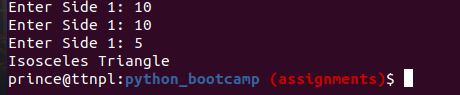 Enter Side 1: 10
Enter Side 1: 10
Enter Side 1: 5
Isosceles Triangle
prince@ttnpl:python_bootcamp (assignments)$